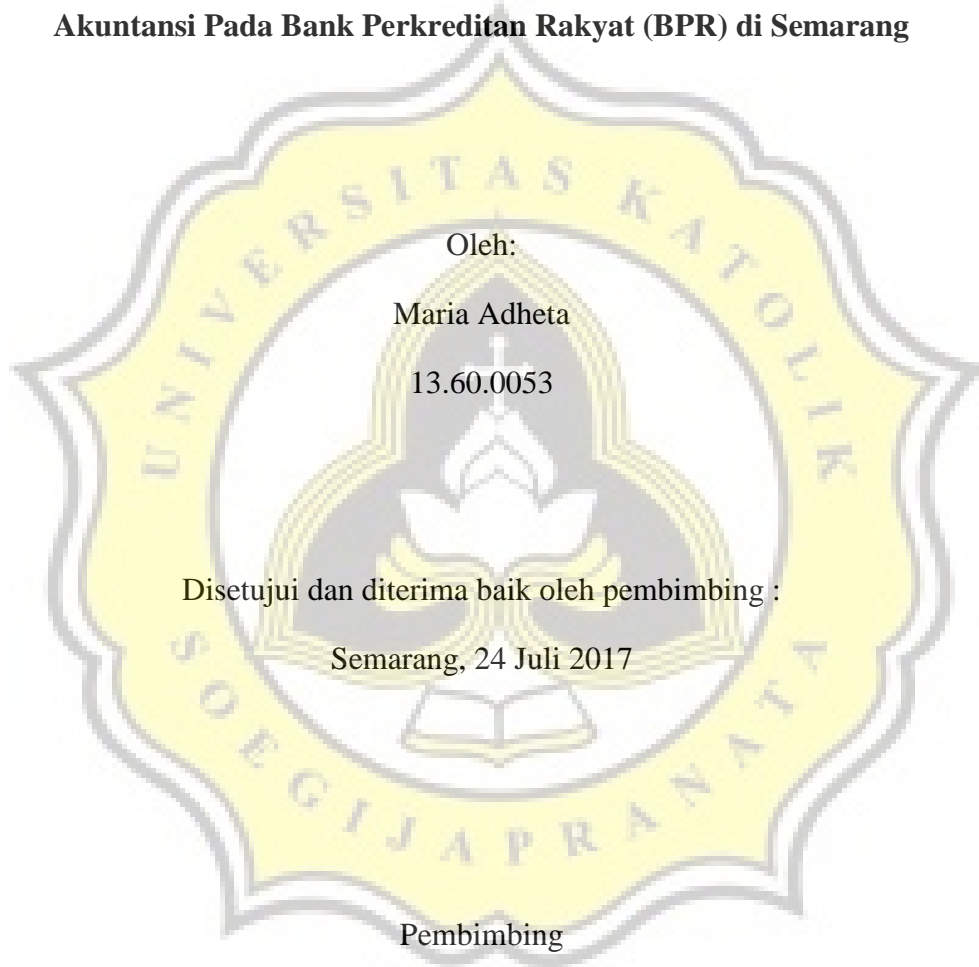 Akuntansi Pada Bank Perkreditan Rakyat (BPR) di Semarang
UNIVERSITAS KATOLIK
Oleh:
Maria Adheta
13.60.0053
Disetujui dan diterima baik oleh pembimbing :
Semarang, 24 Juli 2017
SOEGIJAPRANATA
Pembimbing